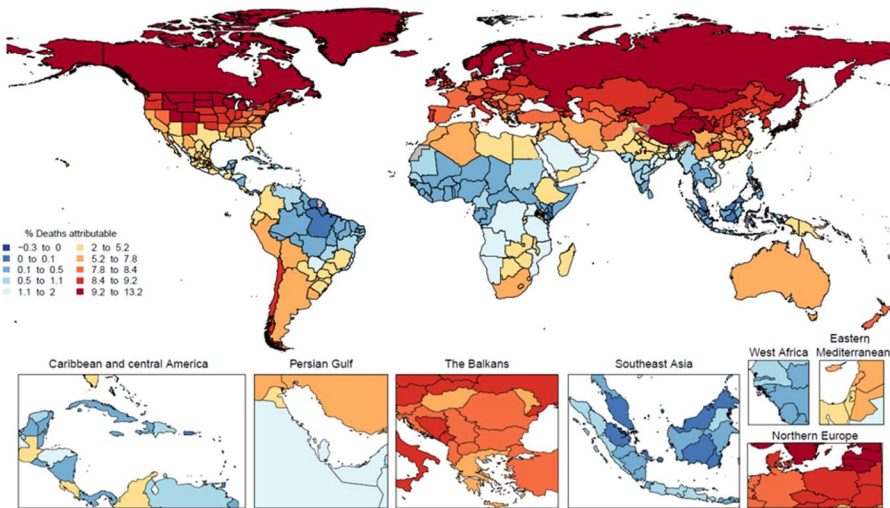 % Deaths attributable
−0.3 to 0
0 to 0.1
0.1 to 0.5
0.5 to 1.1
1.1 to 2
2 to 5.2
5.2 to 7.8
7.8 to 8.4
8.4 to 9.2
9.2 to 13.2
Caribbean and central America
Persian Gulf
The Balkans
Southeast Asia
West Africa
Eastern
Mediterranean
Northern Europe